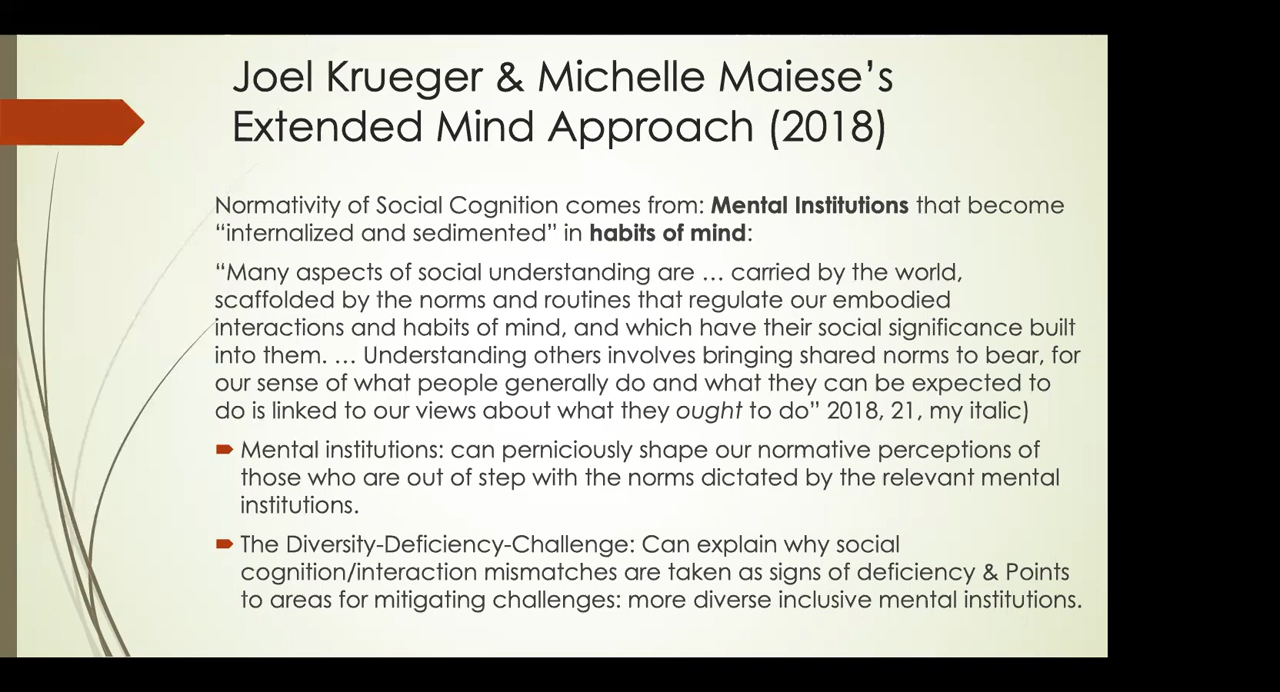 Joel Krueger & Michelle Maiese’s
Extended Mind Approach (2018)
Normativity of Social Cognition comes from: Mental Institutions that become
“internalized and sedimented” in habits of mind:
“Many aspects of social understanding are … carried by the world,
scaffolded by the norms and routines that regulate our embodied
interactions and habits of mind, and which have their social significance built
into them. … Understanding others involves bringing shared norms to bear, for
our sense of what people generally do and what they can be expected to
do is linked to our views about what they ought to do” 2018, 21, my italic)
Mental institutions: can perniciously shape our normative perceptions of
those who are out of step with the norms dictated by the relevant mental
institutions.
The Diversity-Deficiency-Challenge: Can explain why social
cognition/interaction mismatches are taken as signs of deficiency & Points
to areas for mitigating challenges: more diverse inclusive mental institutions.